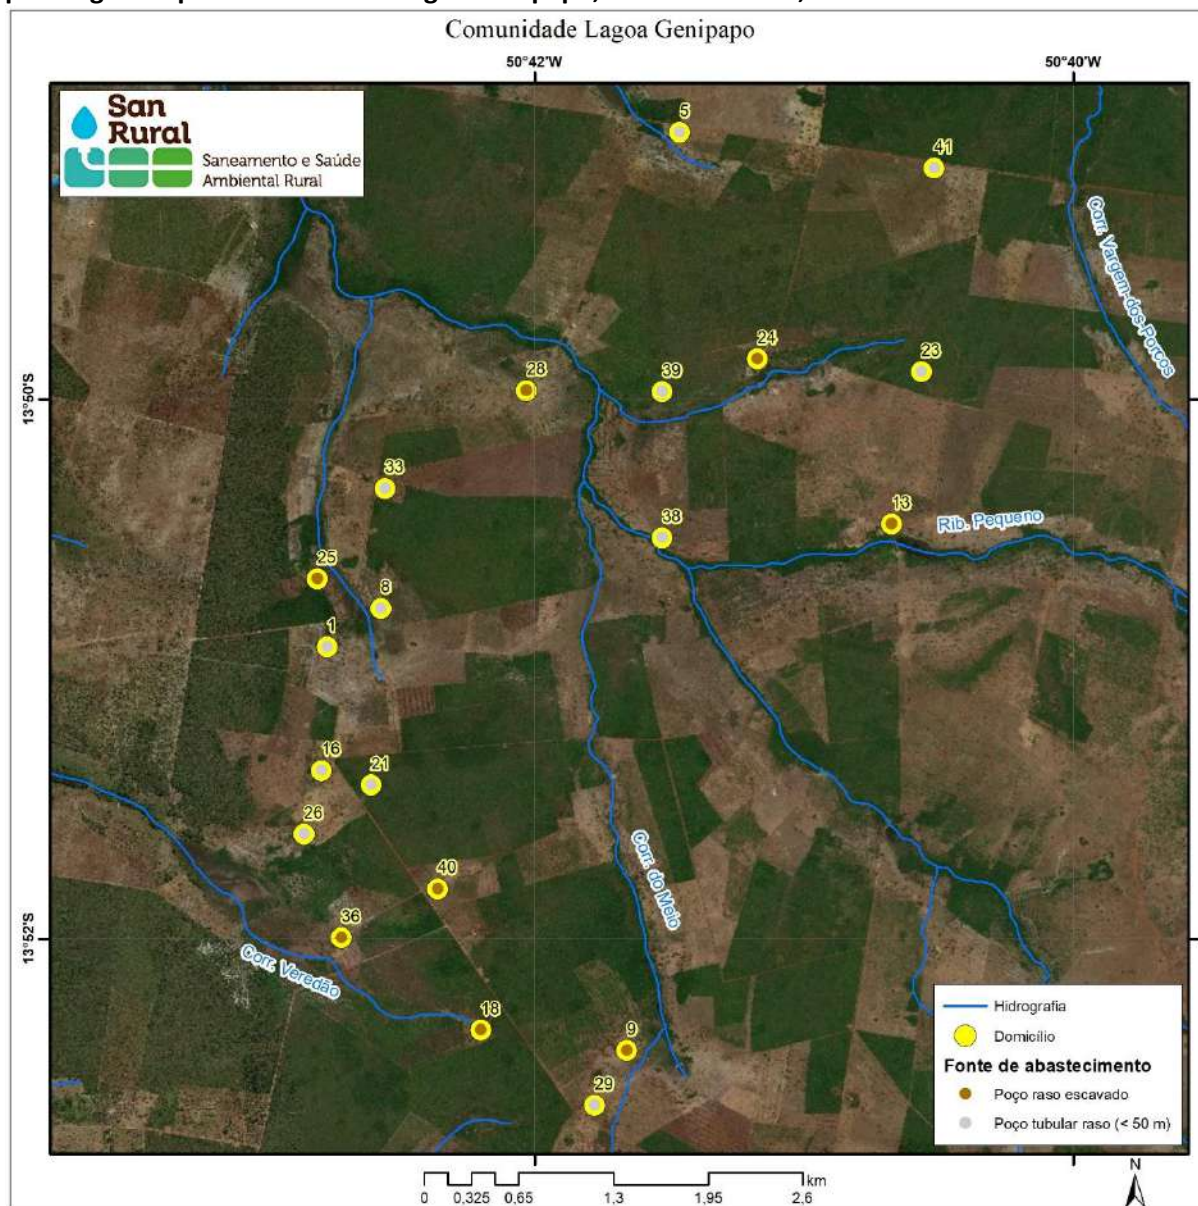 Comunidade Lagoa Genipapo
50°42'W
50°40'W
San
Rural
Saneamento e Saúde
Ambiental Rural
5
41
Corr. Vargem-dos-Porcos
24
23
28
39
13°50'S
33
13
Rib. Pequeno
38
25
8
1
16
21
26
Corr. do Meio
40
36
13°52'S
Corr. Veredão
18
9
29
Hidrografia
Domicílio
Fonte de abastecimento
Poço raso escavado
Poço tubular raso (< 50 m)
N
km
0 0,325 0,65 1,3 1,95 2,6